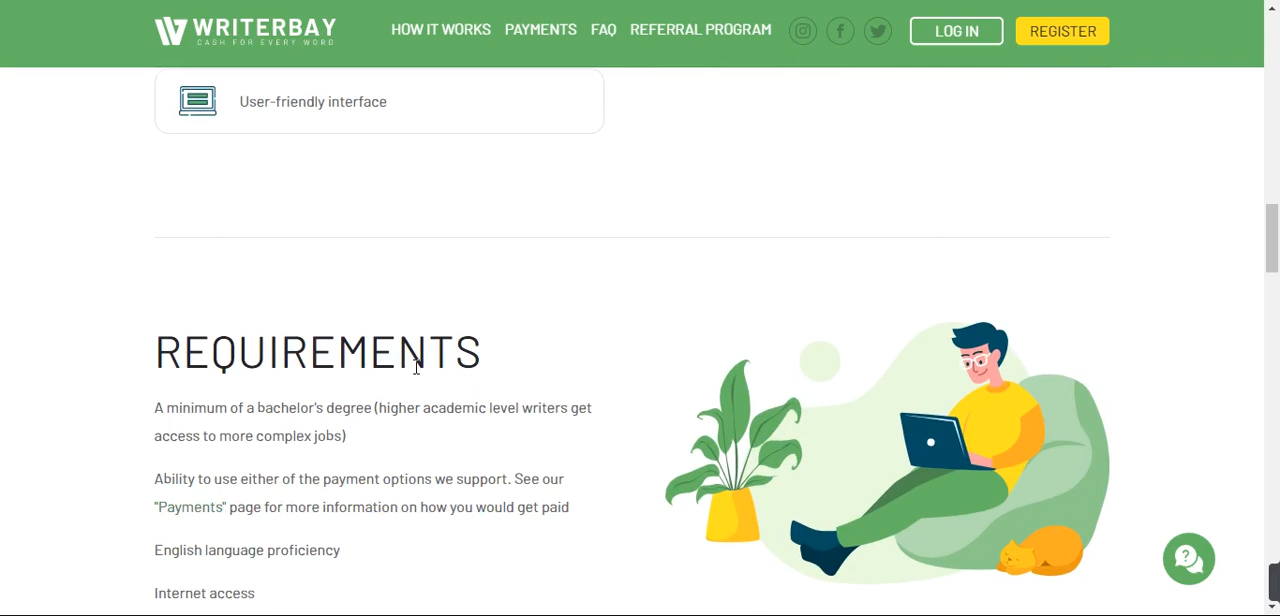 WRITERBAY
CASH FOR EVERY WORD
HOW IT WORKS PAYMENTS FAQ REFERRAL PROGRAM LOG IN REGISTER
User-friendly interface
REQUIREMENTS
A minimum of a bachelor's degree (higher academic level writers get
access to more complex jobs)
Ability to use either of the payment options we support. See our
"Payments" page for more information on how you would get paid
English language proficiency
Internet access